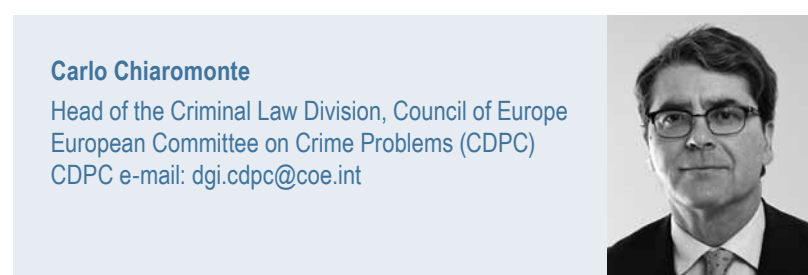 Carlo Chiaromonte
Head of the Criminal Law Division, Council of Europe
European Committee on Crime Problems (CDPC)
CDPC e-mail: dgi.cdpc@coe.int